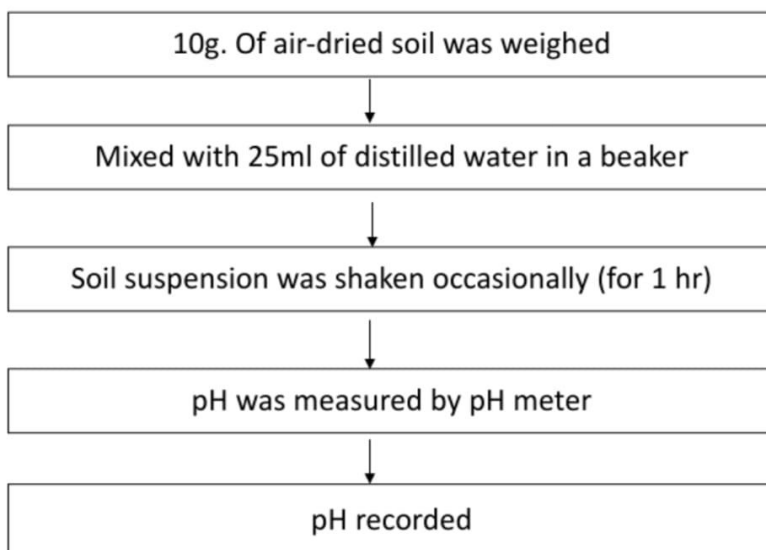 10g. Of air-dried soil was weighed
Mixed with 25ml of distilled water in a beaker
Soil suspension was shaken occasionally (for 1 hr)
pH was measured by pH meter
pH recorded